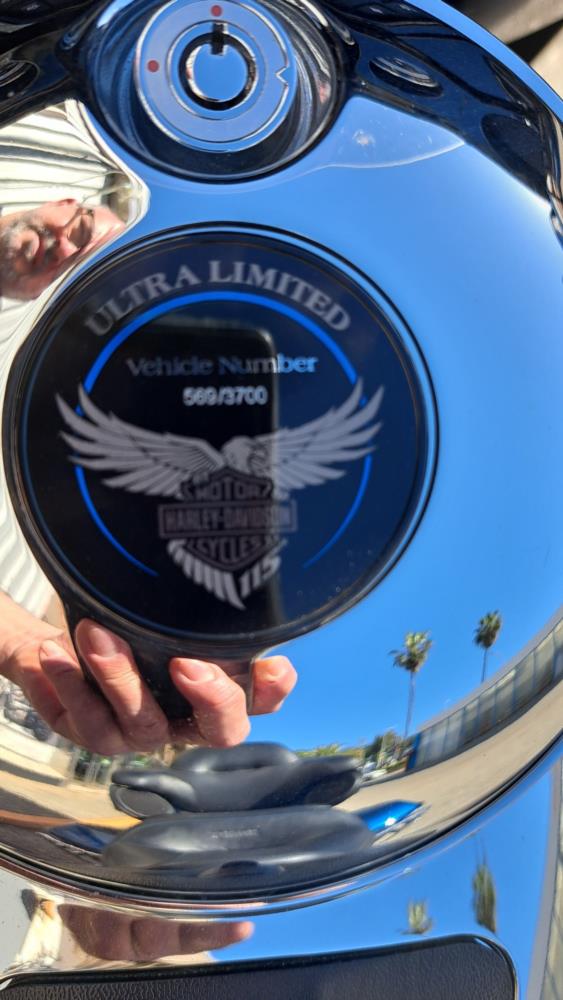 ULTRA LIMITED
Vehicle Number
569/3700
MOTOR
HARLEY-DAVIDSON
CYCLES
115